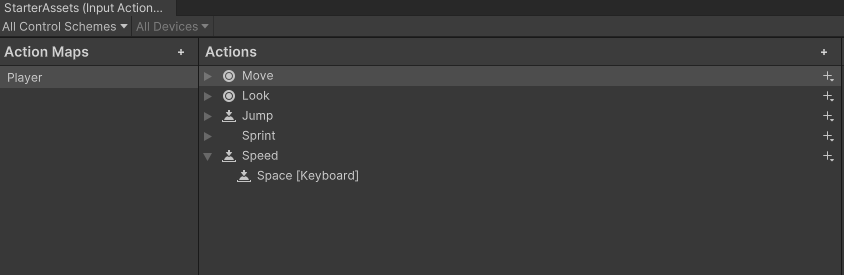 StarterAssets (Input Action...
All Control Schemes All Devices
Action Maps + Actions +
Player
Move
Look
Jump
Sprint
Speed
Space [Keyboard]